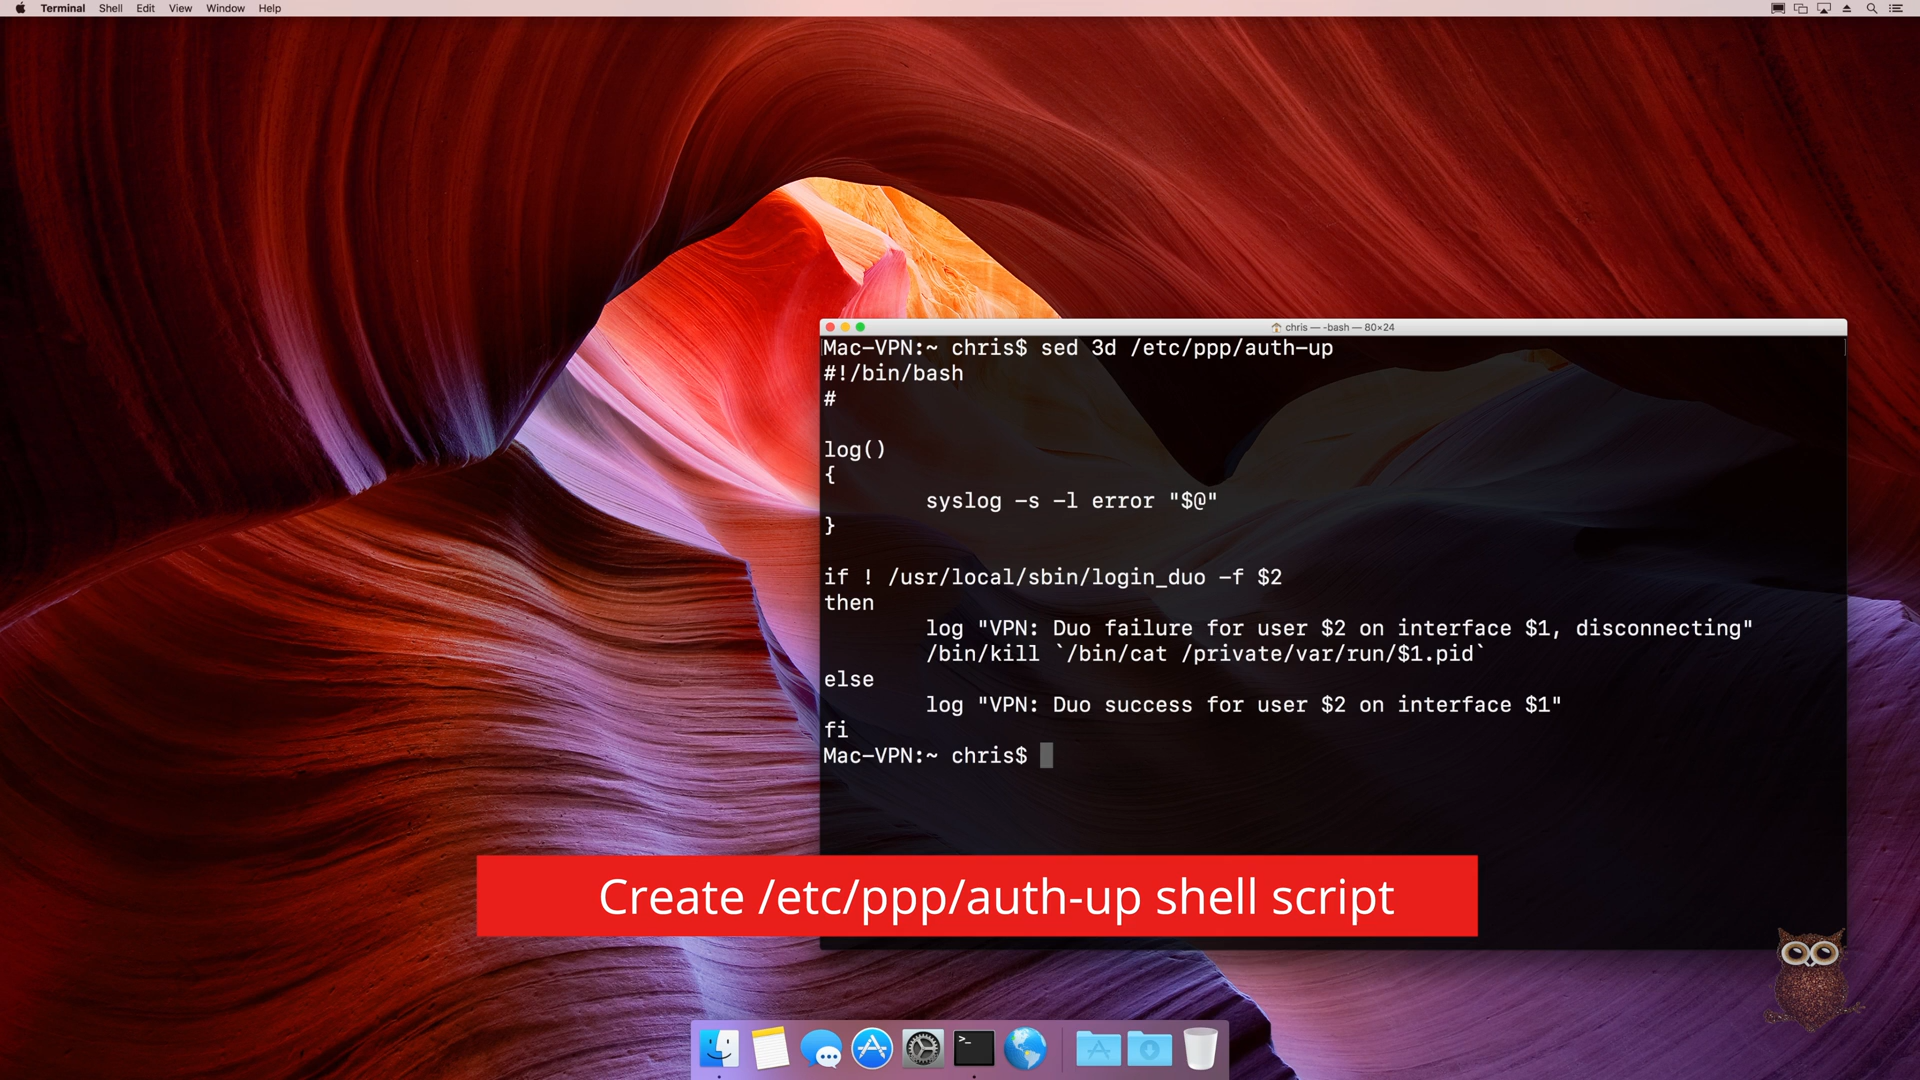 Terminal Shell Edit View Window Help
chris — -bash — 80×24
Mac-VPN:~ chris$ sed 3d /etc/ppp/auth-up
#!/bin/bash
#
log()
{
syslog -s -l error "$@"
}
if ! /usr/local/sbin/login_duo -f $2
then
log "VPN: Duo failure for user $2 on interface $1, disconnecting"
/bin/kill `/bin/cat /private/var/run/$1.pid`
else
log "VPN: Duo success for user $2 on interface $1"
fi
Mac-VPN:~ chris$
Create /etc/ppp/auth-up shell script
>_